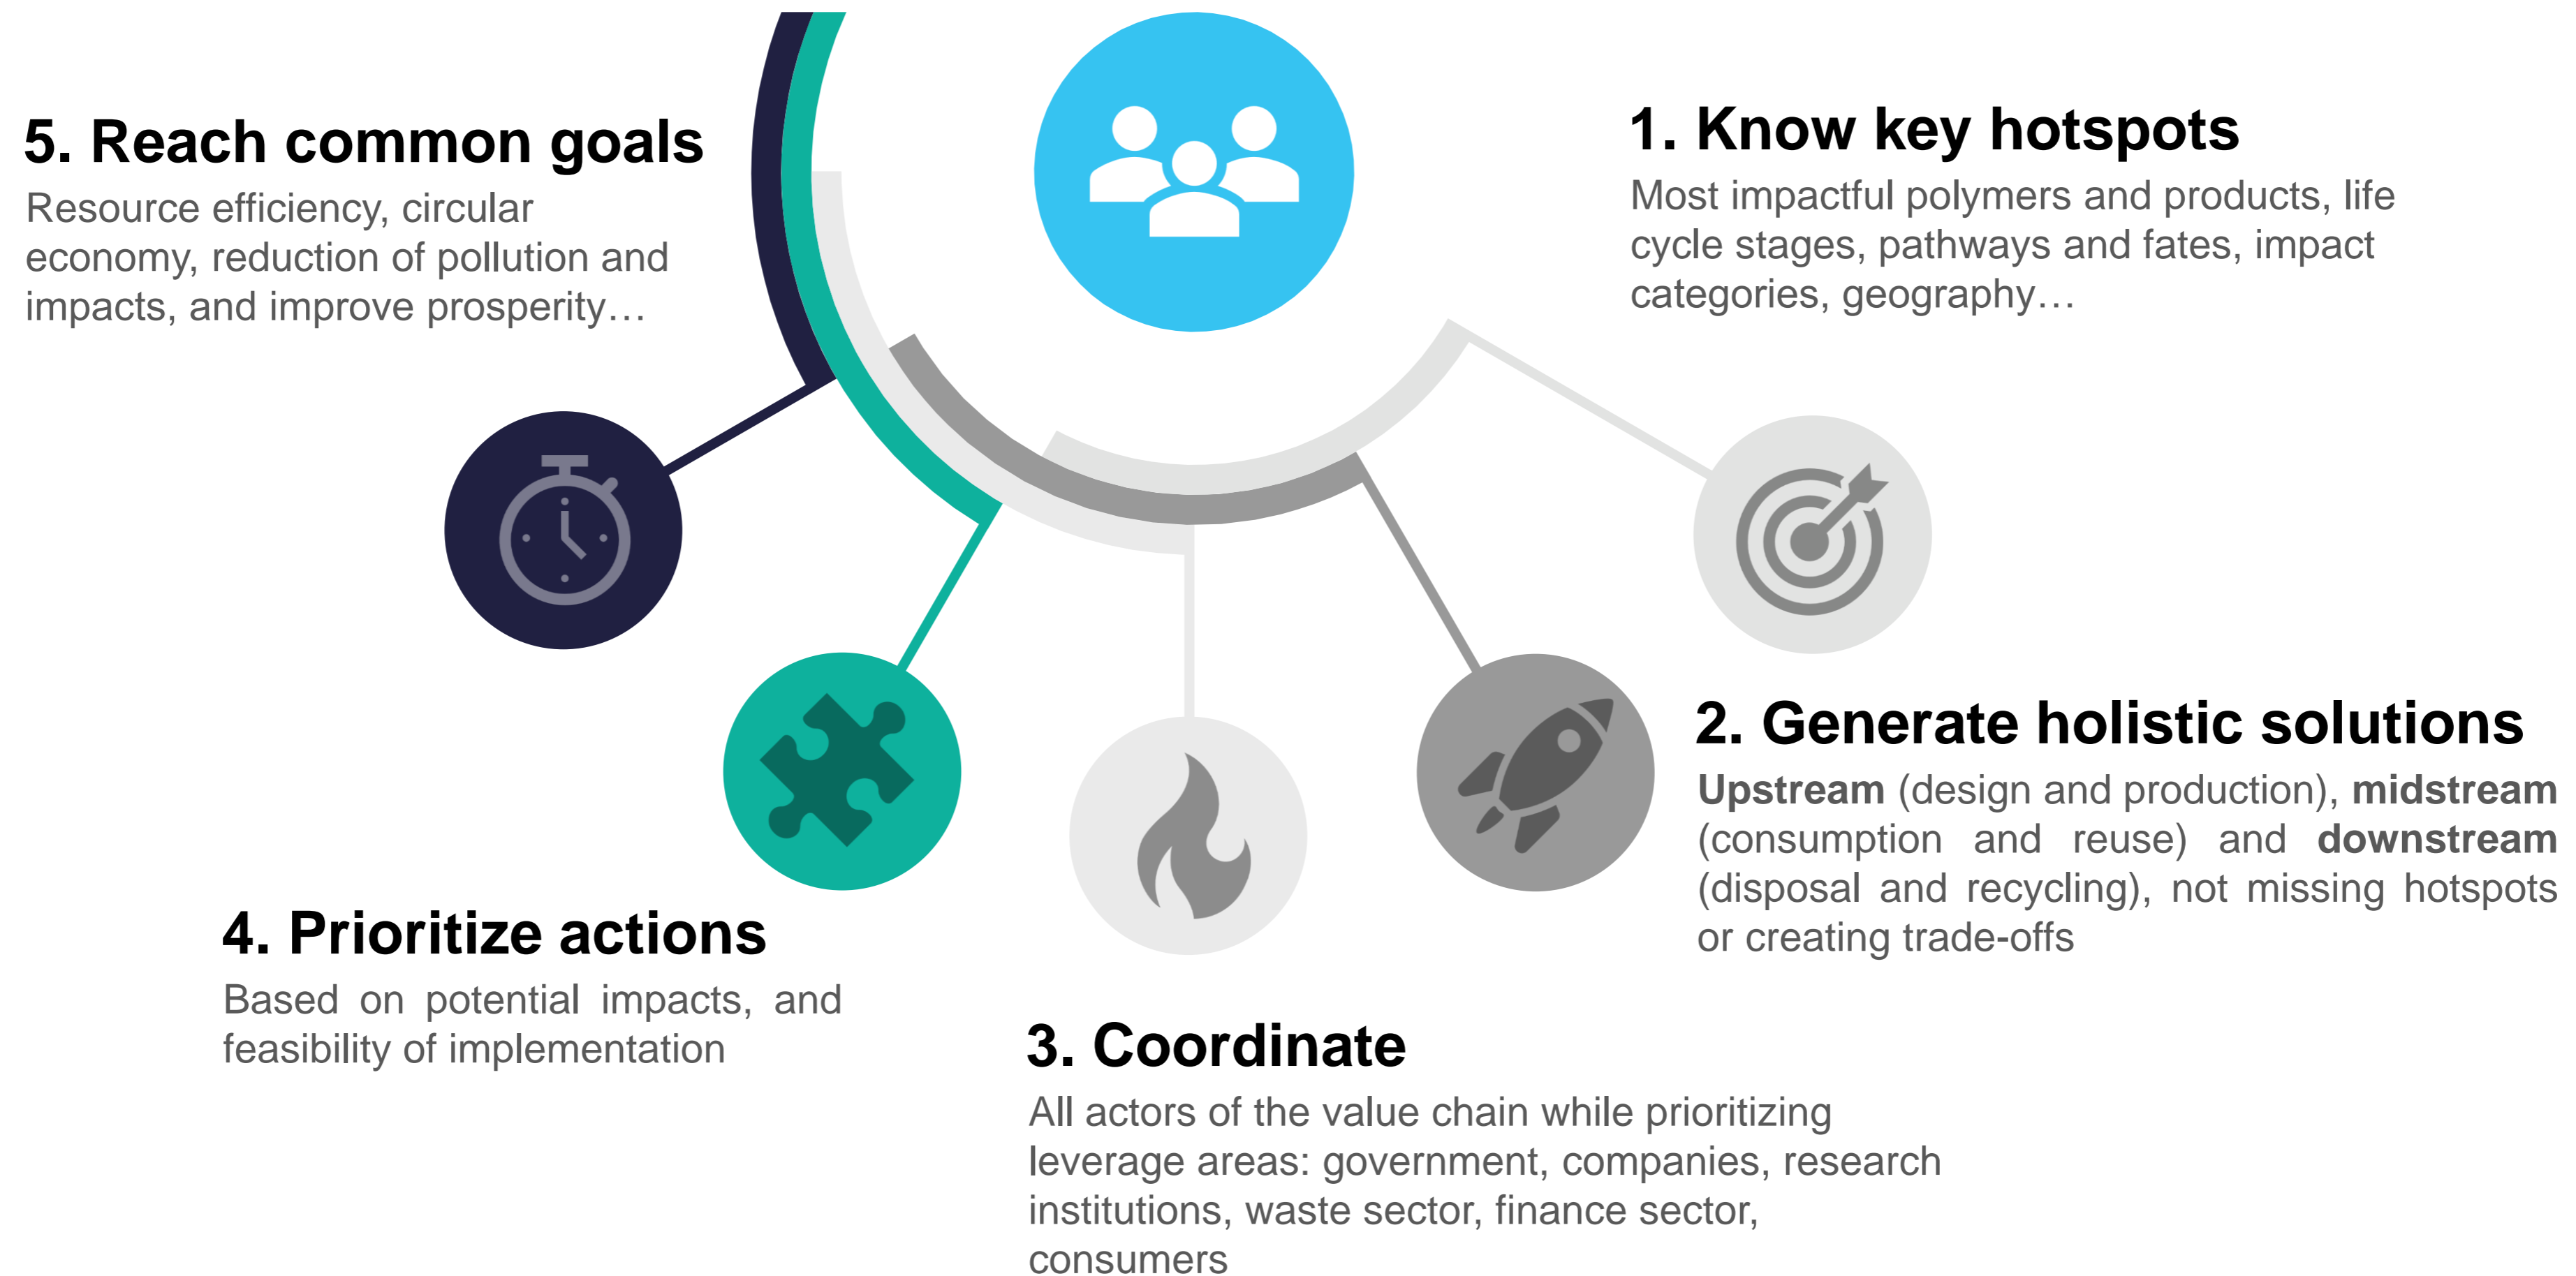 1. Know key hotspots
Most impactful polymers and products, life
cycle stages, pathways and fates, impact
categories, geography…
2. Generate holistic solutions
Upstream (design and production), midstream
(consumption and reuse) and downstream
(disposal and recycling), not missing hotspots
or creating trade-offs
3. Coordinate
All actors of the value chain while prioritizing
leverage areas: government, companies, research
institutions, waste sector, finance sector,
consumers
4. Prioritize actions
Based on potential impacts, and
feasibility of implementation
5. Reach common goals
Resource efficiency, circular
economy, reduction of pollution and
impacts, and improve prosperity…